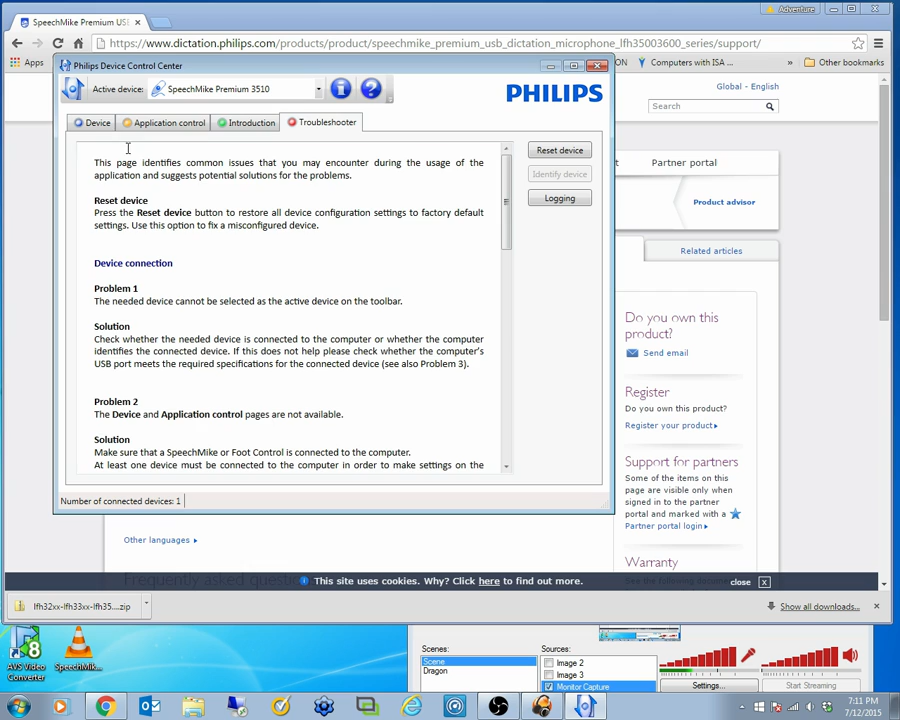 Adventure
SpeechMike Premium USB
https://www.dictation.philips.com/products/product/speechmike_premium_usb_dictation_microphone_lfh35003600_series/support/
Apps
ON
Computers with ISA ...
»
Other bookmarks
Philips Device Control Center
Active device:
SpeechMike Premium 3510
PHILIPS
Global - English
Search
Device
Application control
Introduction
Troubleshooter
This page identifies common issues that you may encounter during the usage of the
application and suggests potential solutions for the problems.
Reset device
Press the Reset device button to restore all device configuration settings to factory default
settings. Use this option to fix a misconfigured device.
Device connection
Problem 1
The needed device cannot be selected as the active device on the toolbar.
Solution
Check whether the needed device is connected to the computer or whether the computer
identifies the connected device. If this does not help please check whether the computer's
USB port meets the required specifications for the connected device (see also Problem 3).
Problem 2
The Device and Application control pages are not available.
Solution
Make sure that a SpeechMike or Foot Control is connected to the computer.
At least one device must be connected to the computer in order to make settings on the
Reset device
Identify device
Logging
Number of connected devices: 1
Partner portal
Product advisor
Related articles
Do you own this
product?
Send email
Register
Do you own this product?
Register your product
Support for partners
Some of the items on
this page are visible only
when signed in to the partner
portal and marked with a
Partner portal login
Warranty
Other languages
This site uses cookies. Why? Click here to find out more.
close X
lfh32xx-lfh33xx-lfh35....zip
Show all downloads...
AVS Video
Converter
SpeechMik...
Scenes:
Scene
Dragon
Sources:
Image 2
Image 3
Monitor Capture
Settings...
Start Streaming
7:11 PM
7/12/2015